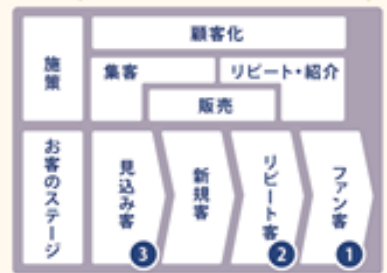 施策
顧客化
集客
リピート・紹介
販売
お客のステージ
見込み客
3
新規客
リピート客
2
ファン客
1